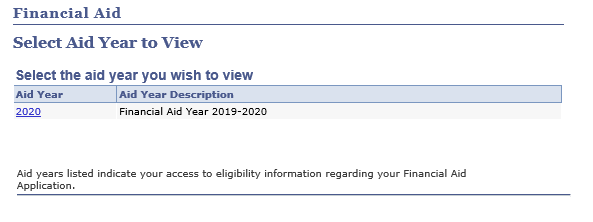 Financial Aid
Select Aid Year to View
Select the aid year you wish to view
Aid Year Aid Year Description
2020 Financial Aid Year 2019-2020
Aid years listed indicate your access to eligibility information regarding your Financial Aid
Application.